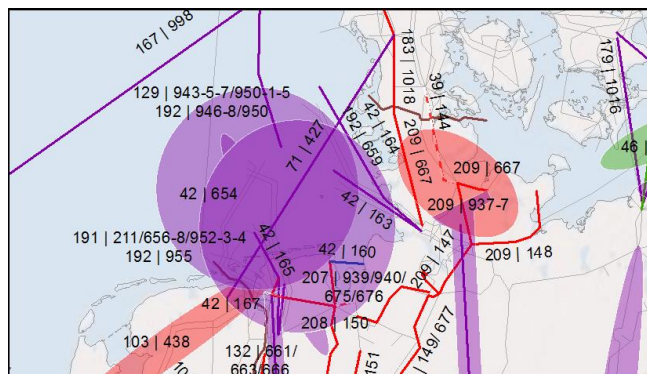 167 | 998
183 | 1018
179 | 1016
39 | 144
129 | 943-5-7/950-1-5
192 | 946-8/950
42 | 164
192 | 659
71 | 427
209 | 667
46 |
209 | 667
42 | 654
42 | 163
209 | 937-7
191 | 211/656-8/952-3-4
192 | 955
42 | 165
42 | 160
209 | 147
209 | 148
207 | 939/940/
675/676
42 | 167
208 | 150
103 | 438
132 | 661/
663/666
149/ 677
151
10